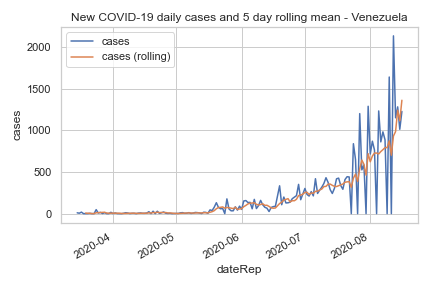 New COVID-19 daily cases and 5 day rolling mean - Venezuela
cases
cases (rolling)
2000
1500
1000
500
0
cases
2020-04
2020-05
2020-06
2020-07
2020-08
dateRep